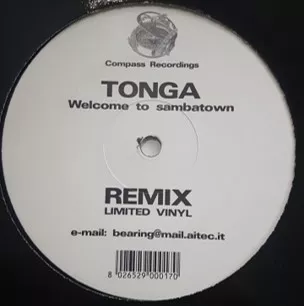 Compass Recordings
TONGA
Welcome to sambatown
REMIX
LIMITED VINYL
e-mail: bearing@mail.aitec.it
8 026529 000170